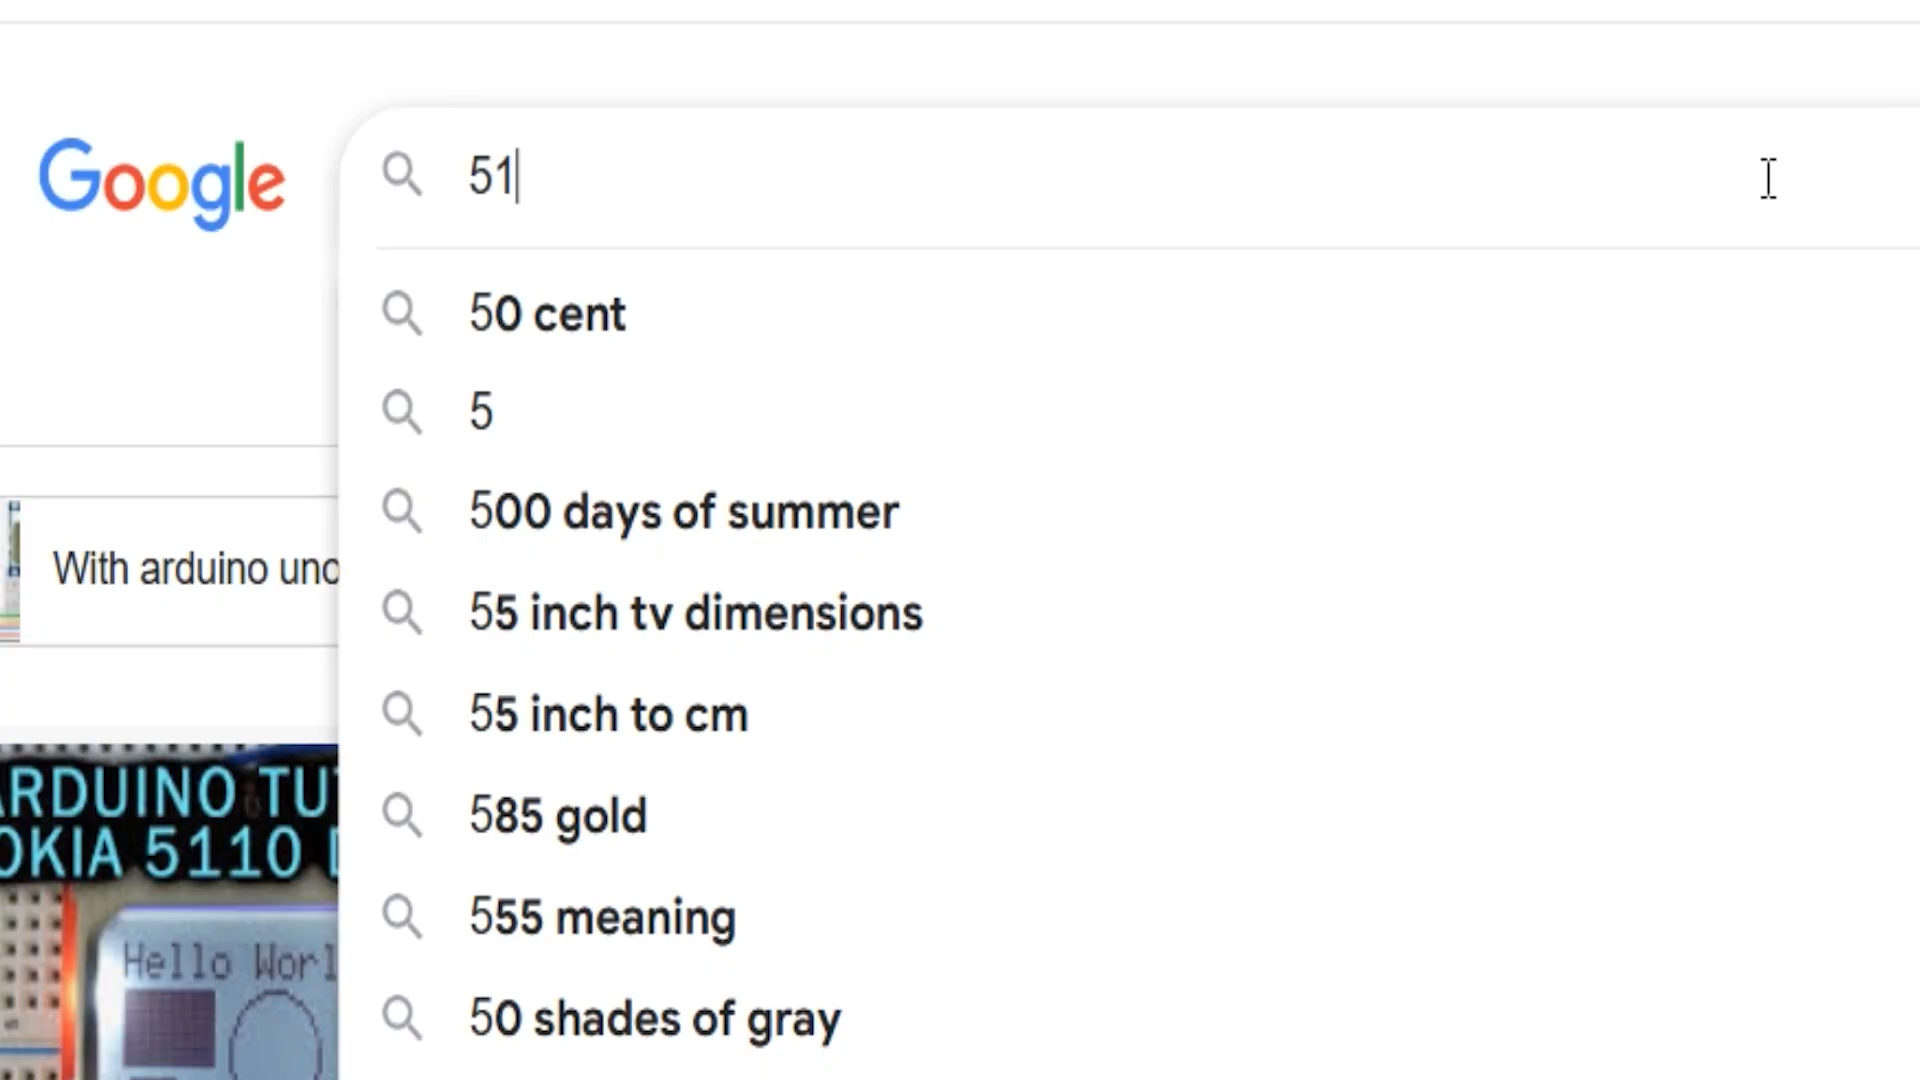 Google
51
50 cent
5
500 days of summer
55 inch tv dimensions
With arduino uno
55 inch to cm
585 gold
ARDUINO TU
OKIA 5110
555 meaning
Hello Worl
50 shades of gray